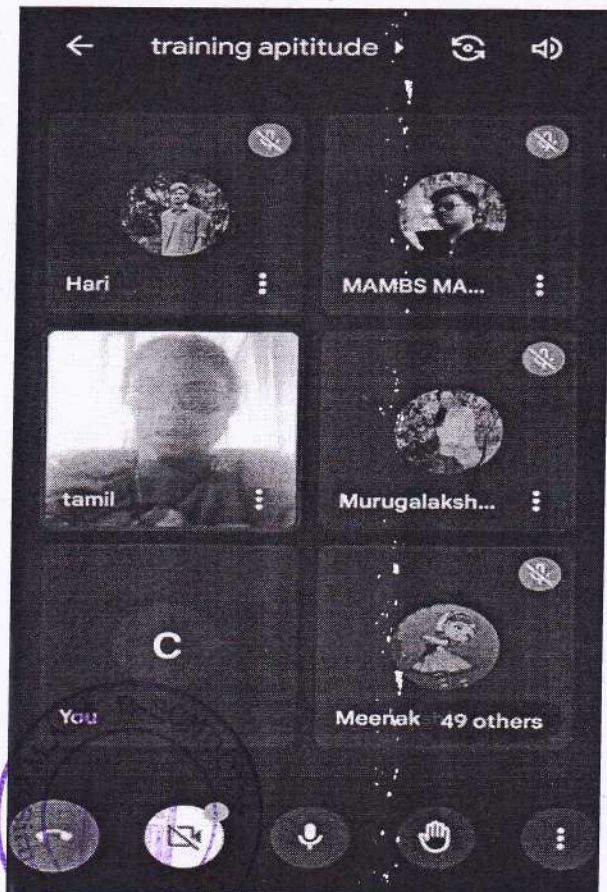 training apititude
Hari
MAMBS MA...
tamil
Murugalaksh...
C
You
Meenak 49 others